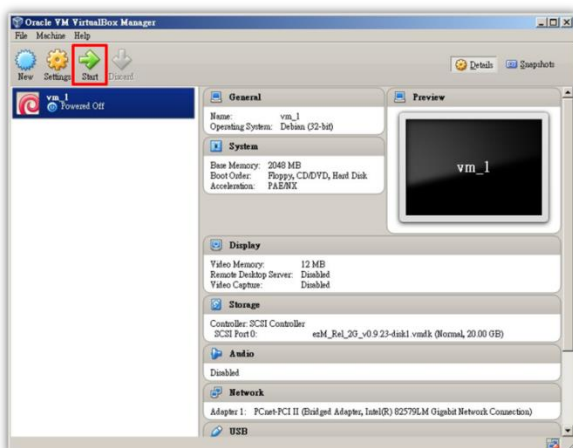 Oracle VM VirtualBox Manager
File Machine Help
New Settings Start Discard
Details Snapshots
vm_1
Powered Off
General
Name: vm_1
Operating System: Debian (32-bit)
System
Base Memory: 2048 MB
Boot Order: Floppy, CD/DVD, Hard Disk
Acceleration: PAE/NX
Preview
vm_1
Display
Video Memory: 12 MB
Remote Desktop Server: Disabled
Video Capture: Disabled
Storage
Controller: SCSI Controller
SCSI Port 0: ezM_Rel_2G_v0.9.23-disk1.vmdk (Normal, 20.00 GB)
Audio
Disabled
Network
Adapter 1: PCnet-PCI II (Bridged Adapter, Intel(R) 82579LM Gigabit Network Connection)
USB